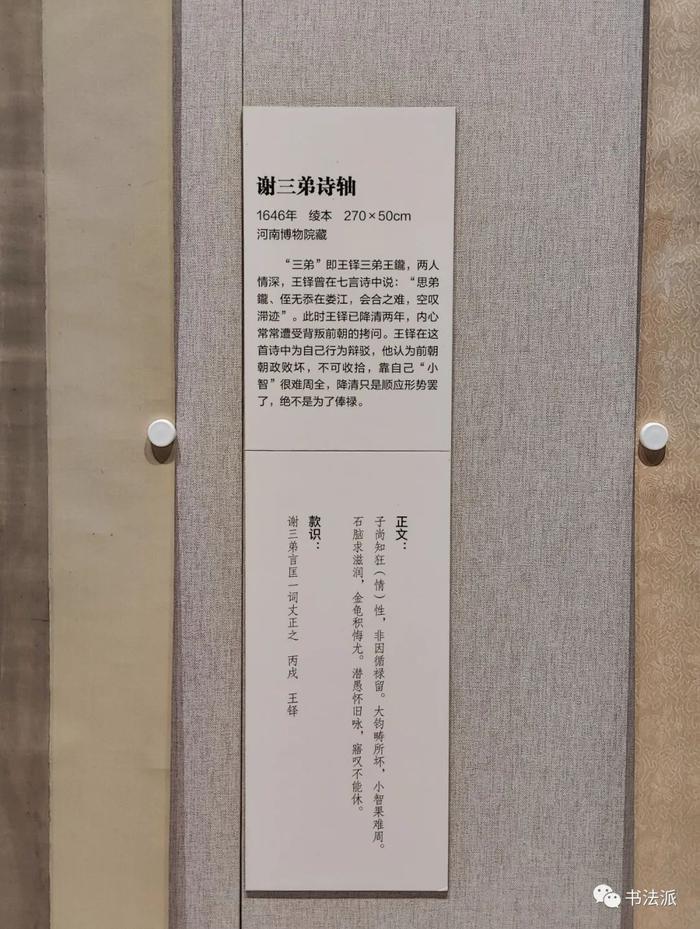 谢三弟诗轴
1646年 绫本 270×50cm
河南博物院藏
“三弟”即王铎三弟王鑨，两人
情深，王铎曾在七言诗中说：“思弟
鑨、侄无忝在娄江，会合之难，空叹
滞迹”。此时王铎已降清两年，内心
常常遭受背叛前朝的拷问。王铎在这
首诗中为自己行为辩驳，他认为前朝
朝政败坏，不可收拾，靠自己“小
智”很难周全，降清只是顺应形势罢
了，绝不是为了俸禄。
正文：
子尚知狂（情）性，非因循禄留。大钧畴所坏，小智果难周。
石脑求滋润，金龟积悔尤。潜愚怀旧咏，寤叹不能休。
款识：
谢三弟言匡一词丈正之 丙戌 王铎
书法派